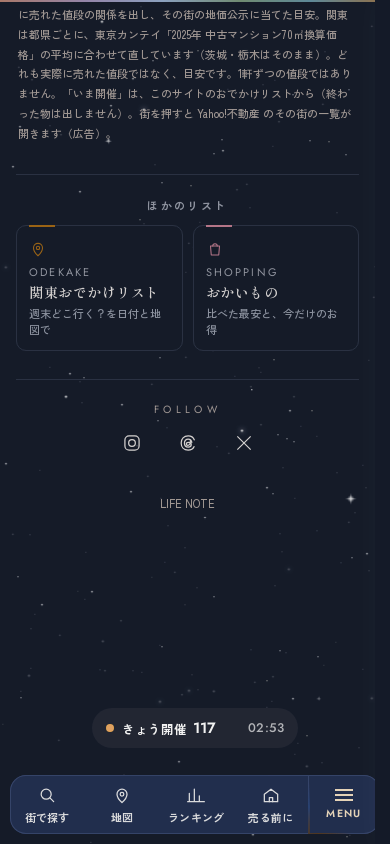 に売れた値段の関係を出し、その街の地価公示に当てた目安。関東
は都県ごとに、東京カンテイ「2025年 中古マンション70㎡換算価
格」の平均に合わせて直しています（茨城・栃木はそのまま）。ど
れも実際に売れた値段ではなく、目安です。1軒ずつの値段ではあり
ません。「いま開催」は、このサイトのおでかけリストから（終わ
った物は出しません）。街を押すと Yahoo!不動産 のその街の一覧が
開きます（広告）。
ほかのリスト
ODEKAKE
関東おでかけリスト
週末どこ行く？を日付と地
図で
SHOPPING
おかいもの
比べた最安と、今だけのお
得
FOLLOW
LIFE NOTE
きょう開催 117 02:53
街で探す 地図 ランキング 売る前に MENU